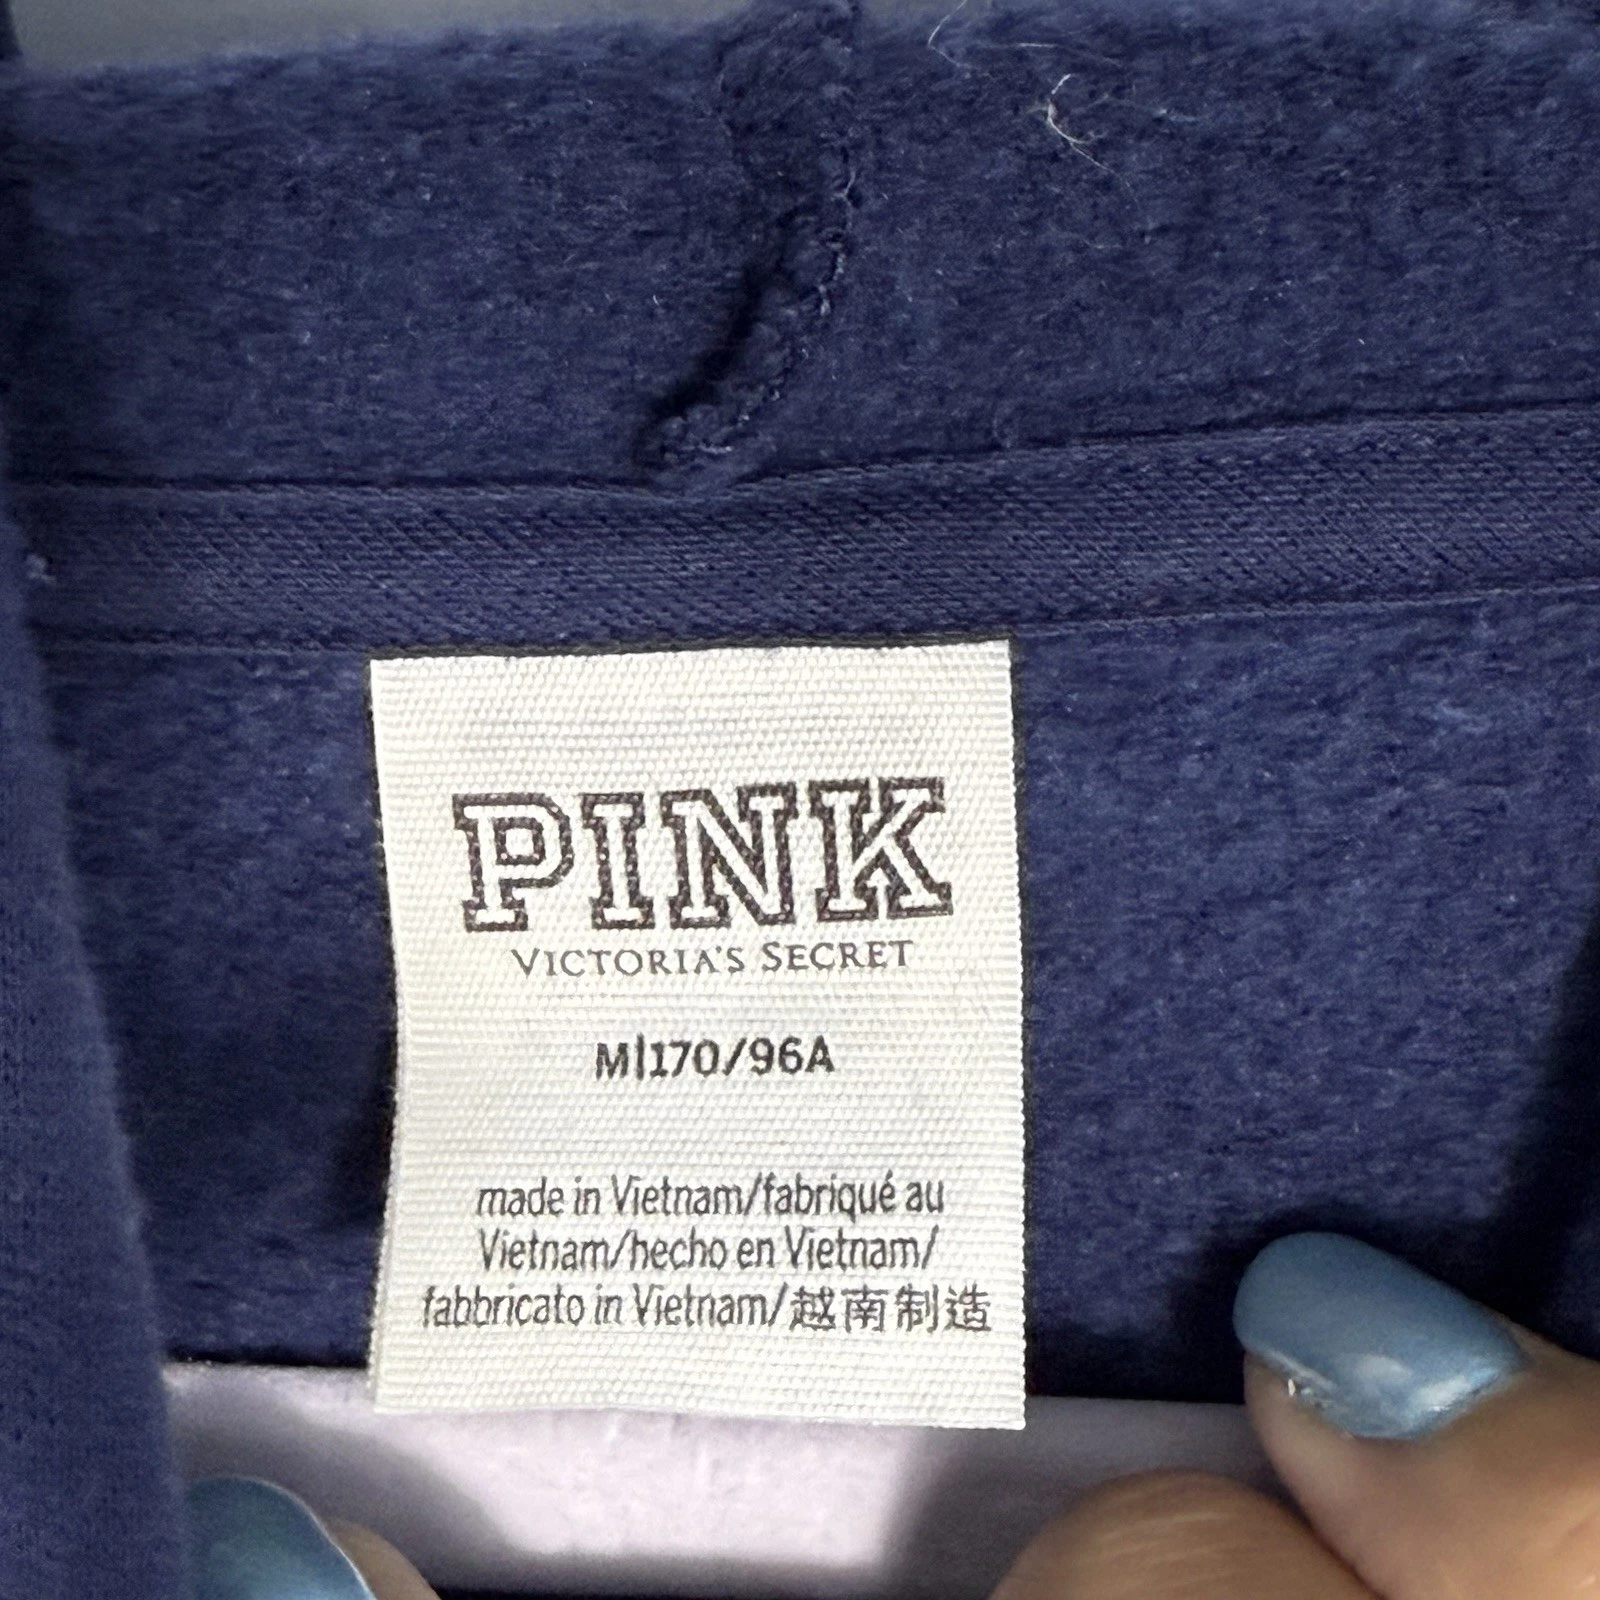 PINK
VICTORIA'S SECRET
M|170/96A
made in Vietnam/fabriqué au
Vietnam/hecho en Vietnam/
fabbricato in Vietnam/越南制造